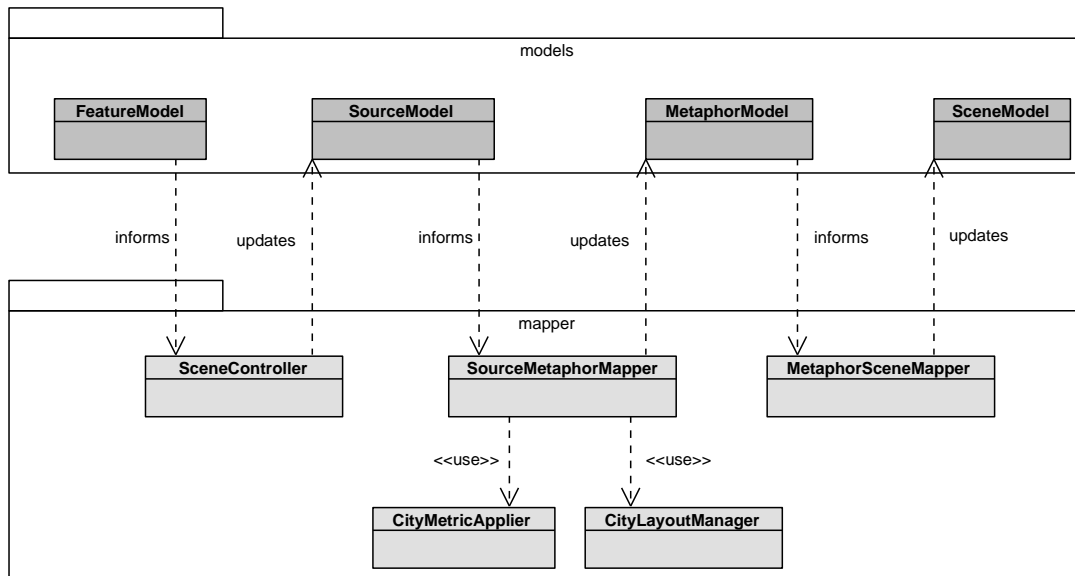 models
FeatureModel
SourceModel
MetaphorModel
SceneModel
informs
updates
informs
updates
informs
updates
mapper
SceneController
SourceMetaphorMapper
MetaphorSceneMapper
<<use>>
<<use>>
CityMetricApplier
CityLayoutManager